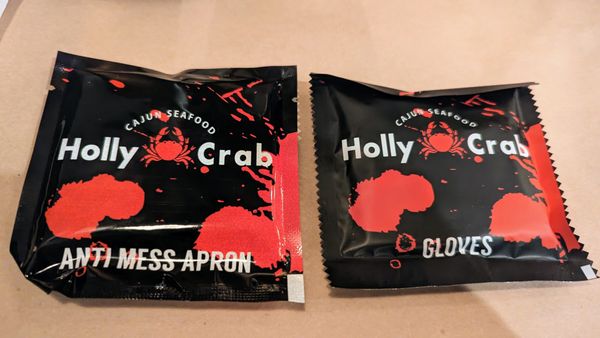 CAJUN SEAFOOD
Holly Crab
ANTI MESS APRON
CAJUN SEAFOOD
Holly Crab
GLOVES